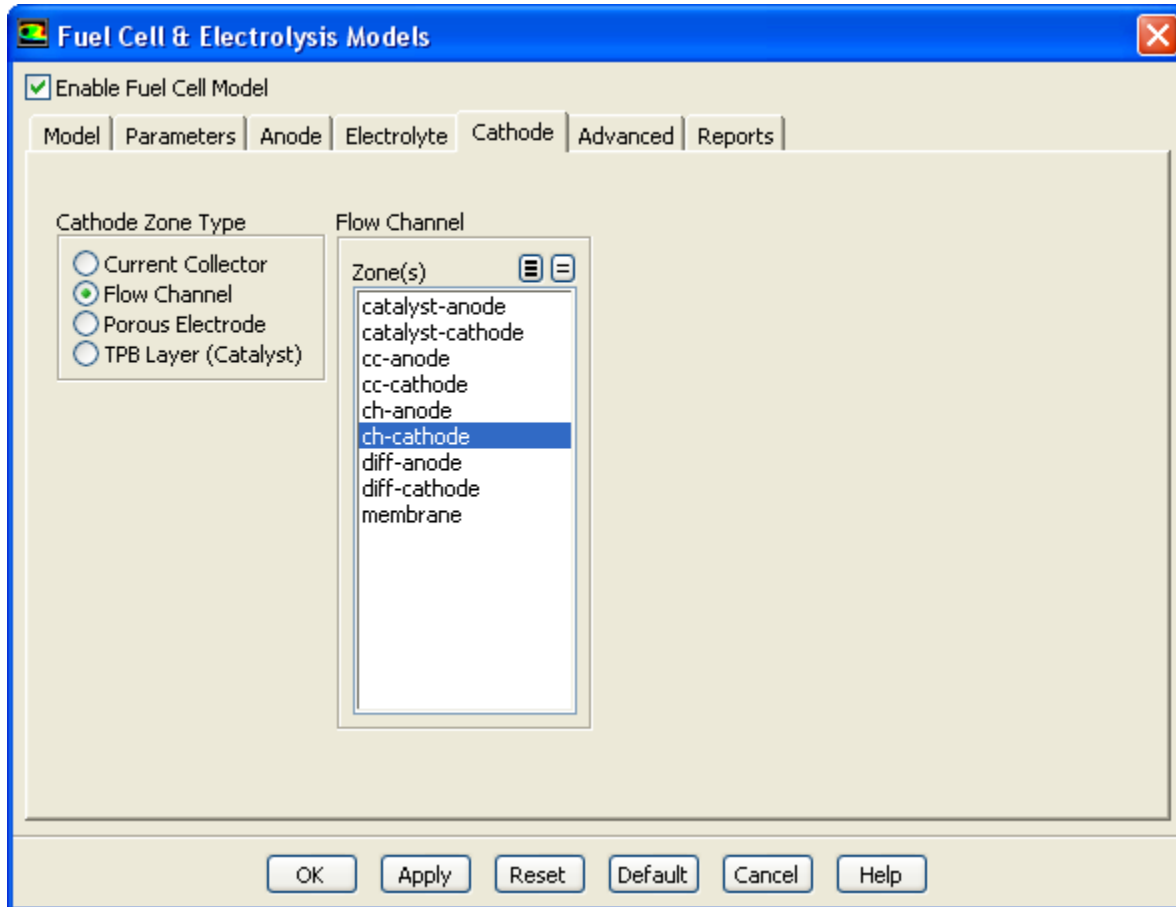 Fuel Cell & Electrolysis Models
Enable Fuel Cell Model
Model Parameters Anode Electrolyte Cathode Advanced Reports
Cathode Zone Type
Current Collector
Flow Channel
Porous Electrode
TPB Layer (Catalyst)
Flow Channel
Zone(s)
catalyst-anode
catalyst-cathode
cc-anode
cc-cathode
ch-anode
ch-cathode
diff-anode
diff-cathode
membrane
OK Apply Reset Default Cancel Help